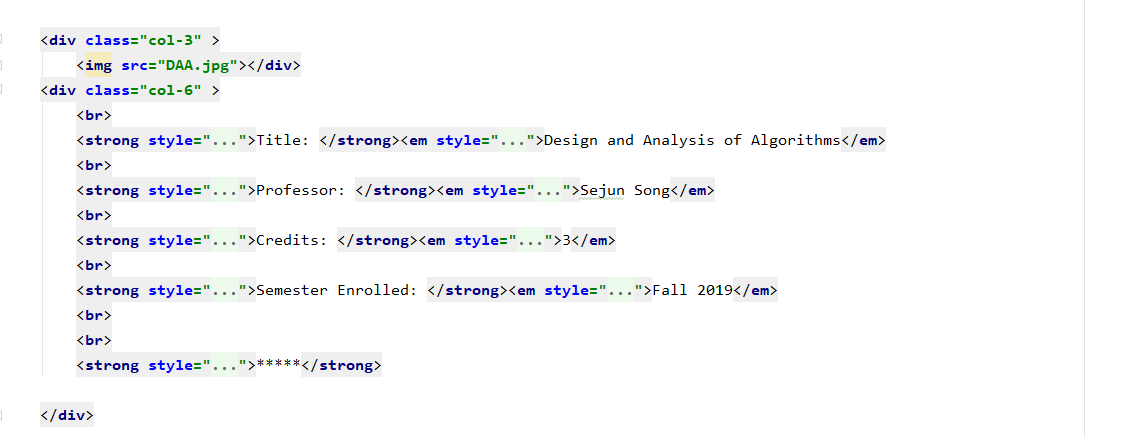 <div class="col-3" >
<img src="DAA.jpg"></div>
<div class="col-6" >
<br>
<strong style="...">Title: </strong><em style="...">Design and Analysis of Algorithms</em>
<br>
<strong style="...">Professor: </strong><em style="...">Sejun Song</em>
<br>
<strong style="...">Credits: </strong><em style="...">3</em>
<br>
<strong style="...">Semester Enrolled: </strong><em style="...">Fall 2019</em>
<br>
<br>
<strong style="...">*****</strong>
</div>